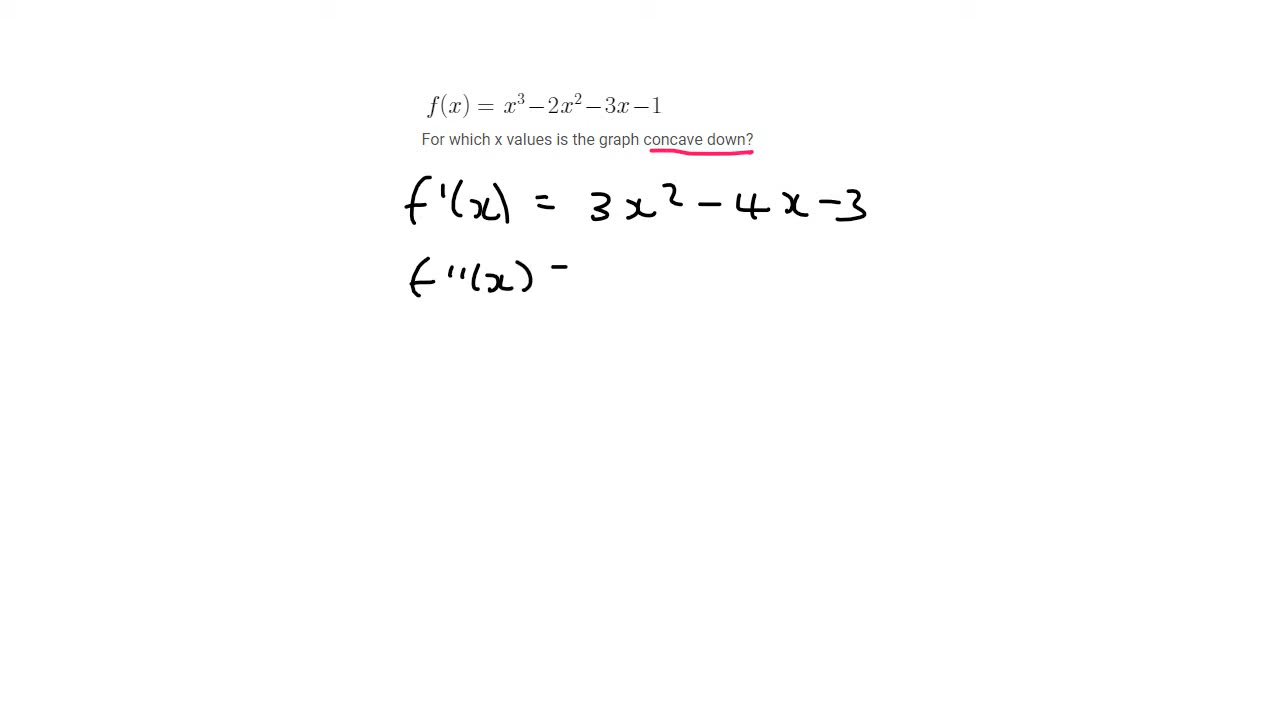 f(x) = x³ − 2x² − 3x − 1
For which x values is the graph concave down?
f'(x) = 3x² − 4x − 3
f''(x) -